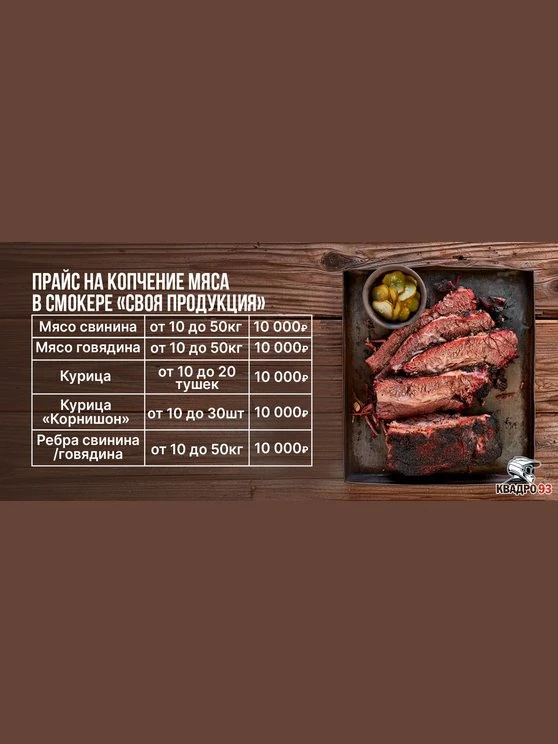 ПРАЙС НА КОПЧЕНИЕ МЯСА
В СМОКЕРЕ «СВОЯ ПРОДУКЦИЯ»
Мясо свинина от 10 до 50кг 10 000₽
Мясо говядина от 10 до 50кг 10 000₽
Курица от 10 до 20 тушек 10 000₽
Курица «Корнишон» от 10 до 30шт 10 000₽
Ребра свинина /говядина от 10 до 50кг 10 000₽
КВАДРО 93